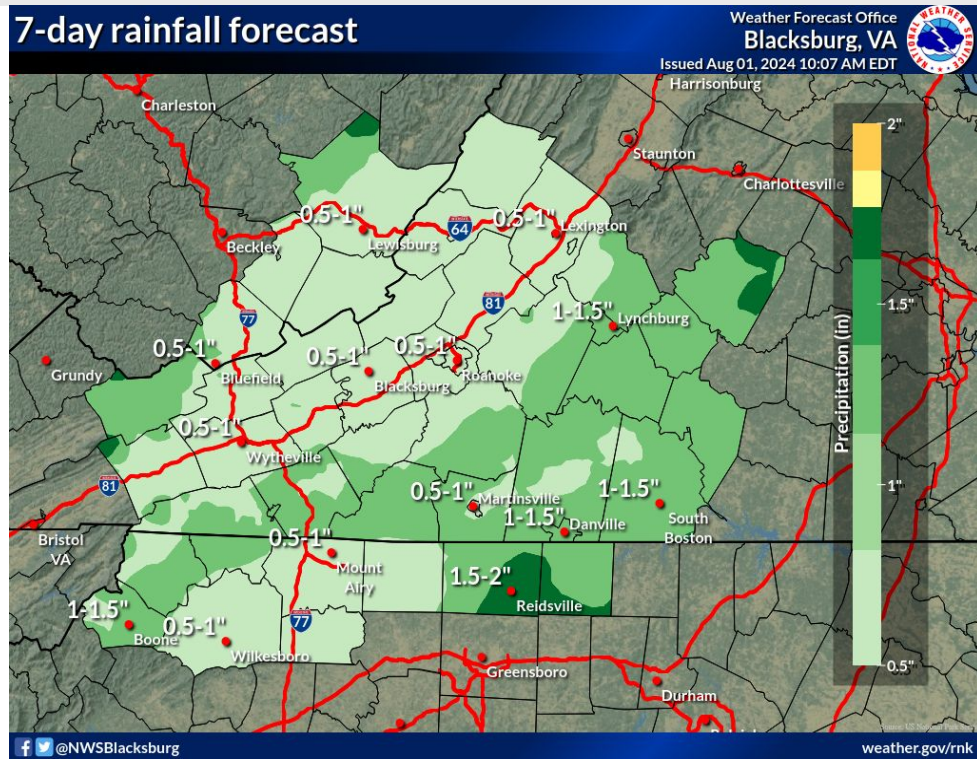 7-day rainfall forecast
Weather Forecast Office
Blacksburg, VA
Issued Aug 01, 2024 10:07 AM EDT
NATIONAL WEATHER SERVICE
Harrisonburg
Charleston
Staunton
Charlottesville
2"
0.5-1"
Lewisburg
64
0.5-1"
Lexington
Beckley
81
77
1-1.5"
Lynchburg
1.5"
Grundy
0.5-1"
Bluefield
0.5-1"
Blacksburg
0.5-1"
Roanoke
Precipitation (in)
0.5-1"
Wytheville
81
0.5-1"
Martinsville
1-1.5"
Danville
1-1.5"
South
Boston
1"
Bristol
VA
0.5-1"
Mount
Airy
1.5-2"
Reidsville
1-1.5"
Boone
0.5-1"
Wilkesboro
77
Greensboro
Durham
0.5"
@NWSBlacksburg
weather.gov/rnk